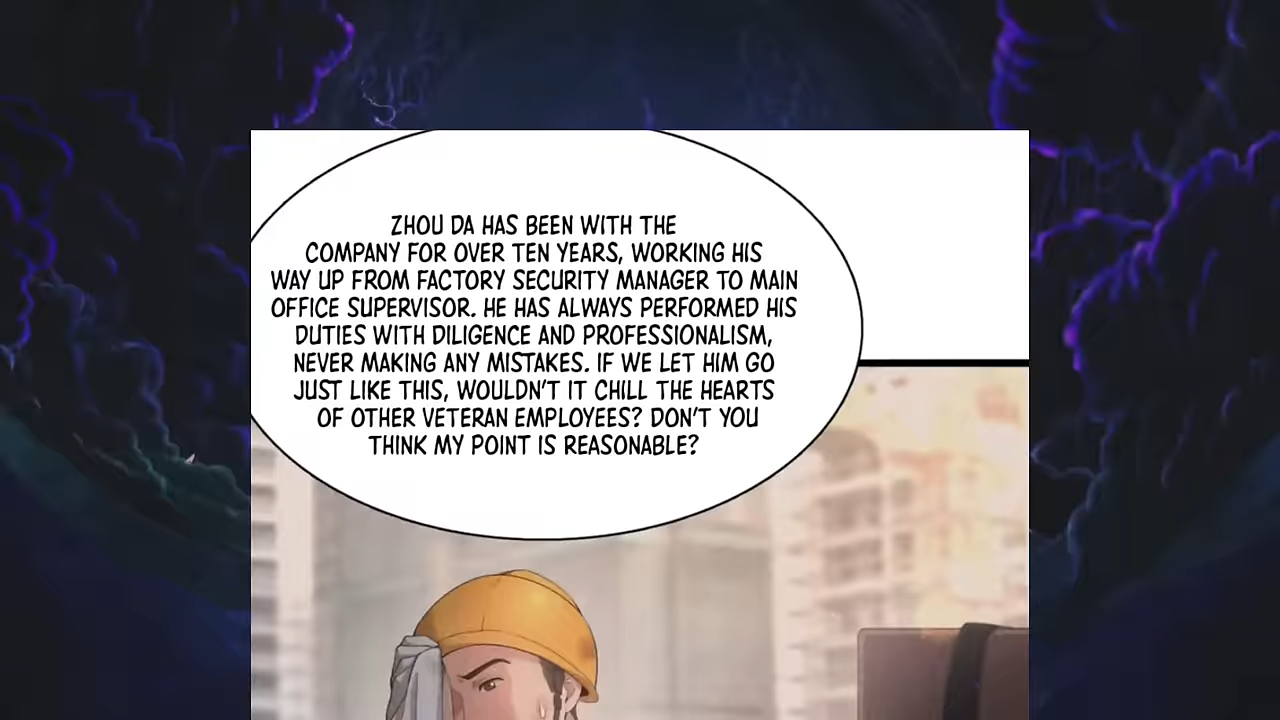 ZHOU DA HAS BEEN WITH THE
COMPANY FOR OVER TEN YEARS, WORKING HIS
WAY UP FROM FACTORY SECURITY MANAGER TO MAIN
OFFICE SUPERVISOR. HE HAS ALWAYS PERFORMED HIS
DUTIES WITH DILIGENCE AND PROFESSIONALISM,
NEVER MAKING ANY MISTAKES. IF WE LET HIM GO
JUST LIKE THIS, WOULDN'T IT CHILL THE HEARTS
OF OTHER VETERAN EMPLOYEES? DON'T YOU
THINK MY POINT IS REASONABLE?